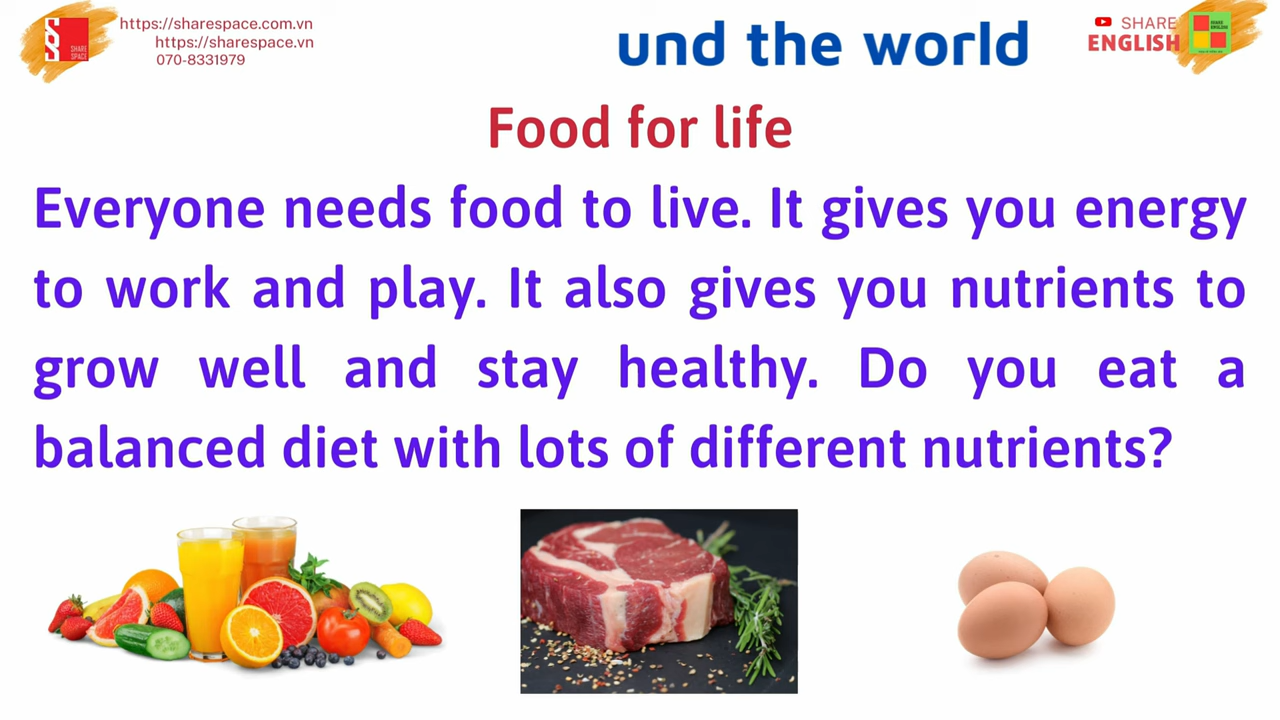 https://sharespace.com.vn
https://sharespace.vn
070-8331979
SHARE
SPACE
und the world
SHARE
ENGLISH
Food for life
Everyone needs food to live. It gives you energy
to work and play. It also gives you nutrients to
grow well and stay healthy. Do you eat a
balanced diet with lots of different nutrients?